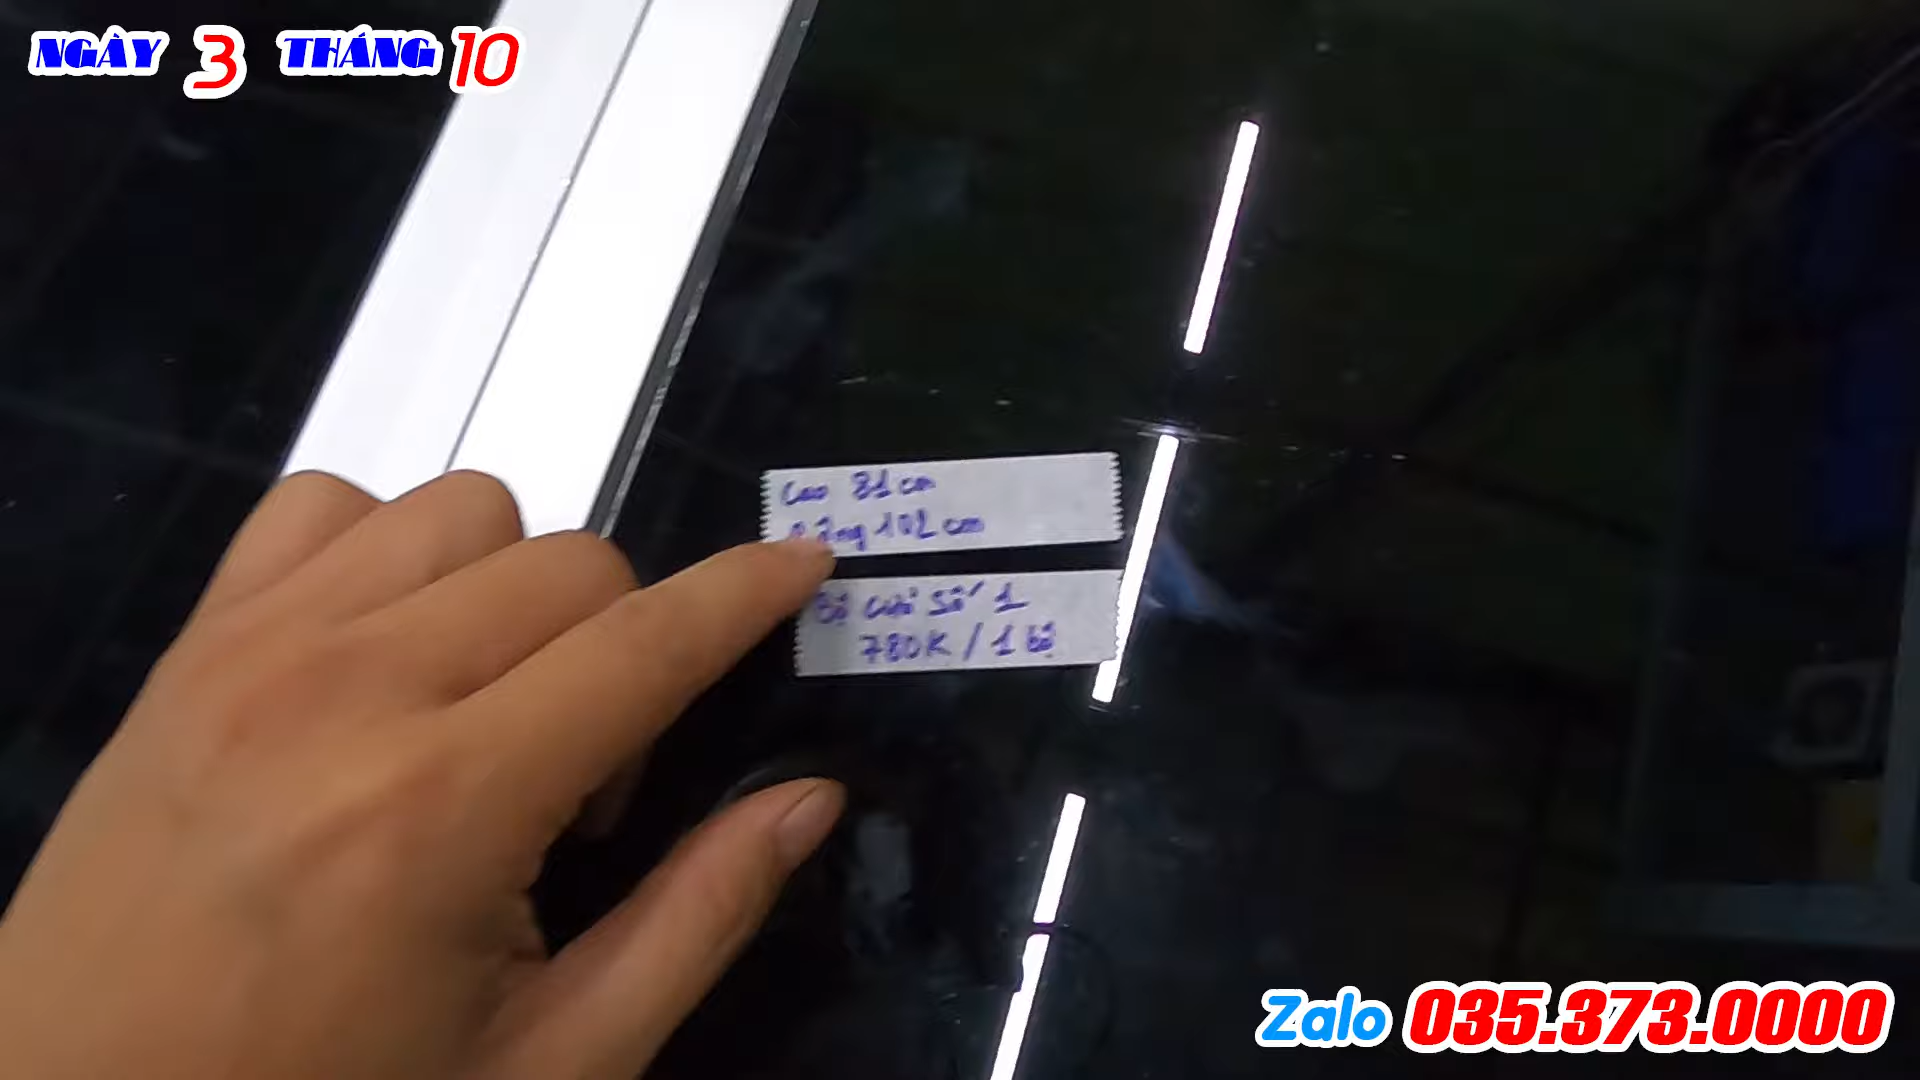 NGÀY 3 THÁNG 10
Cao 81 cm
Rộng 102 cm
Bộ cuối số 1
780K / 1 bộ
Zalo 035.373.0000